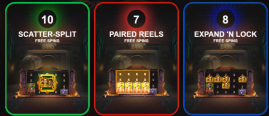 10
SCATTER-SPLIT
FREE SPINS
7
PAIRED REELS
FREE SPINS
8
EXPAND 'N LOCK
FREE SPINS